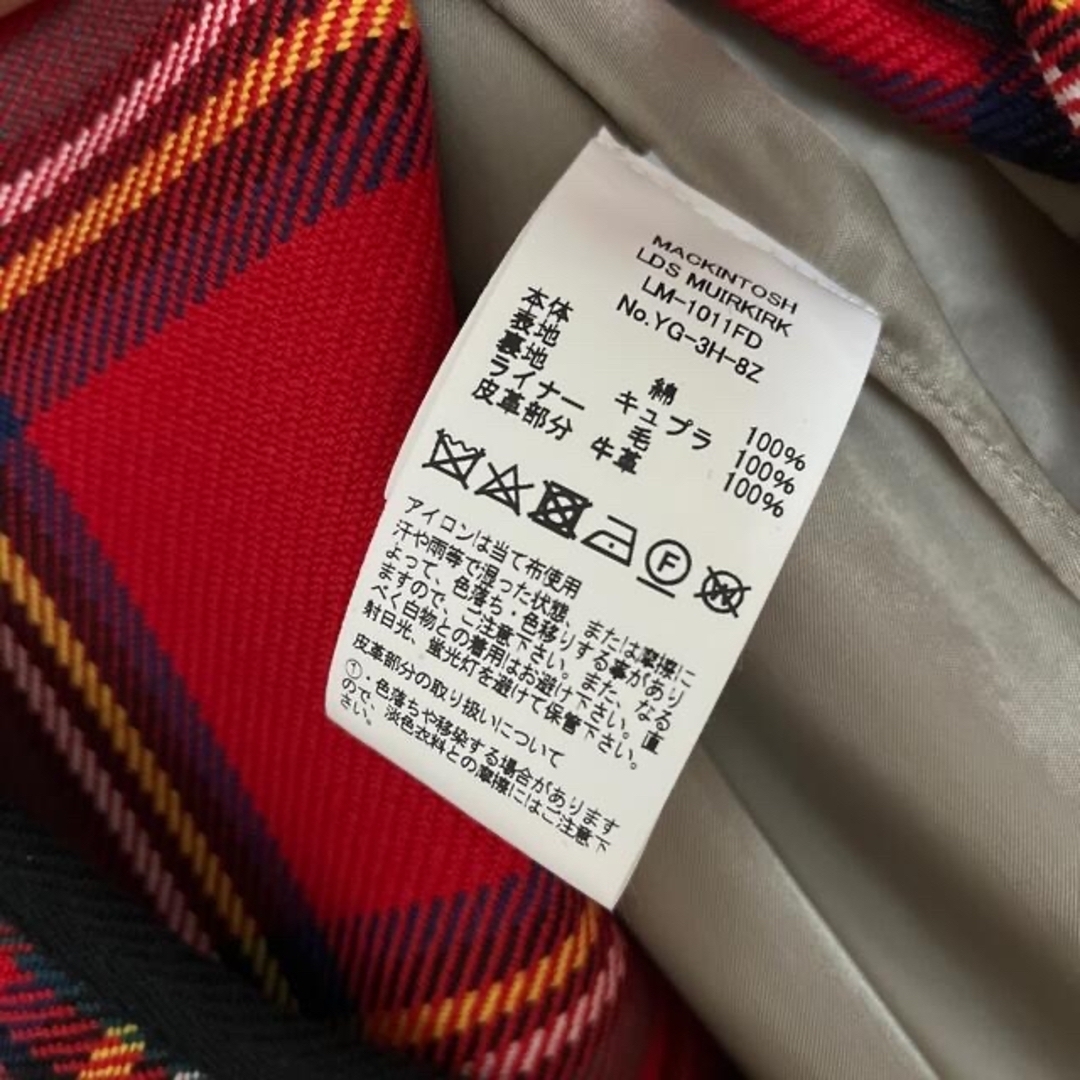 MACKINTOSH
LDS MUIRKIRK
LM-1011FD
No.YG-3H-8Z
本体
表地 綿 100%
裏地 キュプラ 100%
ライナー 毛 100%
皮革部分 牛革
F
W
アイロンは当て布使用
汗や雨等で湿った状態、または摩擦に
よって、色落ち・色移りする事があり
ますので、ご注意下さい。また、なる
べく白物との着用はお避け下さい。直
射日光、蛍光灯を避けて保管下さい。
皮革部分の取り扱いについて
①・色落ちや移染する場合があります
ので、淡色衣料との摩擦にはご注意下
さい。